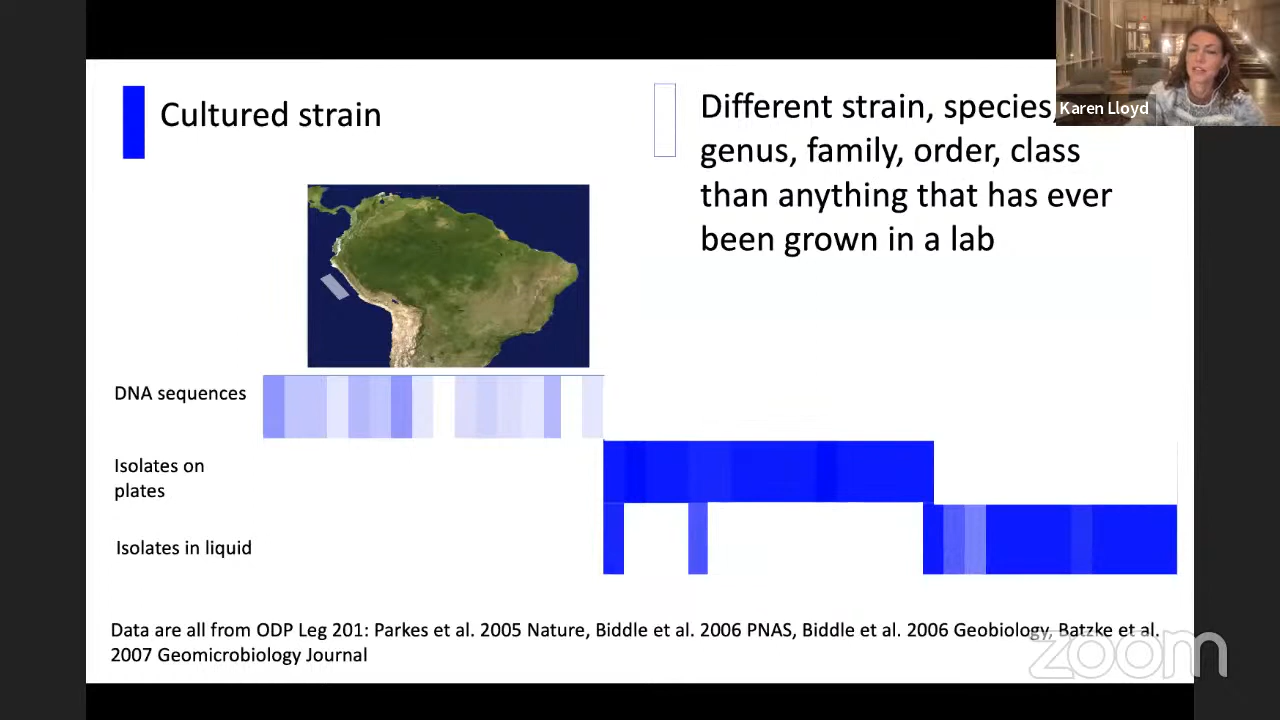 Cultured strain
Different strain, species,
genus, family, order, class
than anything that has ever
been grown in a lab
Karen Lloyd
DNA sequences
Isolates on
plates
Isolates in liquid
Data are all from ODP Leg 201: Parkes et al. 2005 Nature, Biddle et al. 2006 PNAS, Biddle et al. 2006 Geobiology, Batzke et al.
2007 Geomicrobiology Journal
zoom